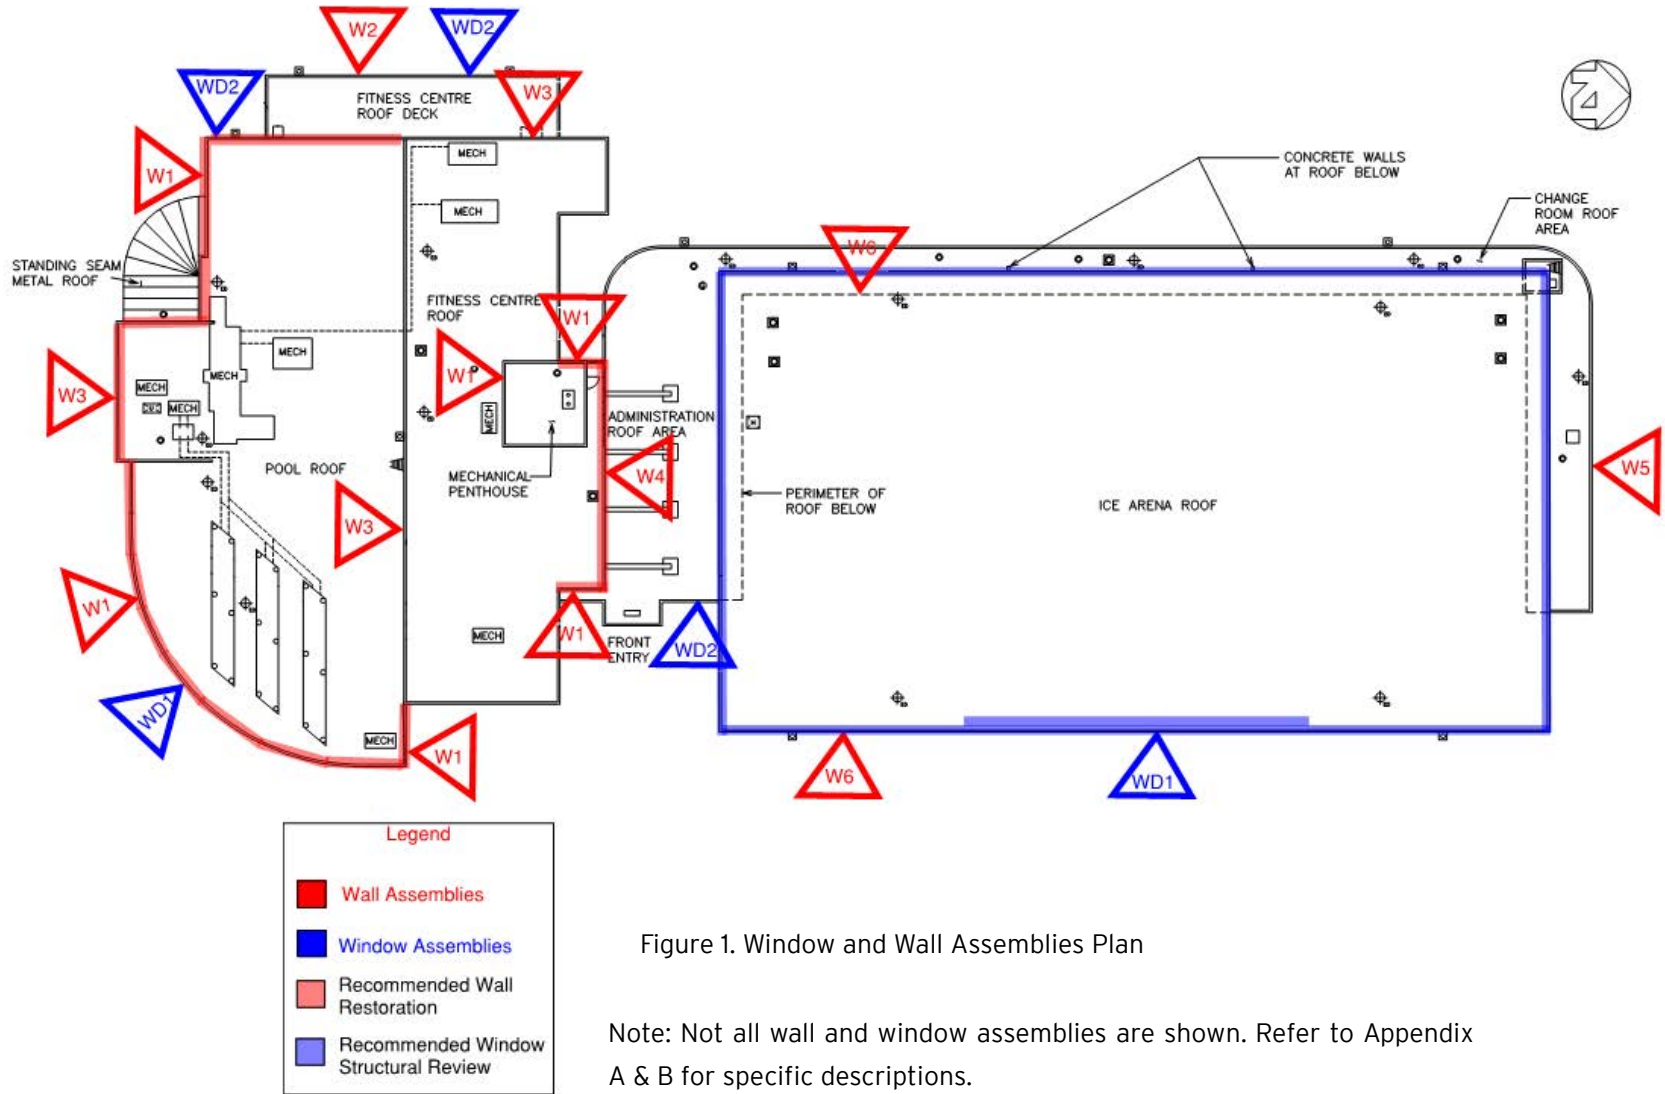 W2
WD2
WD2
FITNESS CENTRE
ROOF DECK
W3
N
MECH
CONCRETE WALLS
AT ROOF BELOW
W1
MECH
CHANGE
ROOM ROOF
AREA
STANDING SEAM
METAL ROOF
W6
FITNESS CENTRE
ROOF
W1
MECH
W1
W3
MECH
MECH
MECH
MECH
ADMINISTRATION
ROOF AREA
POOL ROOF
MECHANICAL
PENTHOUSE
W4
W5
PERIMETER OF
ROOF BELOW
ICE ARENA ROOF
W3
W1
MECH
W1
FRONT
ENTRY
WD2
WD1
MECH
W1
W6
WD1
Legend
Wall Assemblies
Window Assemblies
Recommended Wall
Restoration
Recommended Window
Structural Review
Figure 1. Window and Wall Assemblies Plan
Note: Not all wall and window assemblies are shown. Refer to Appendix
A & B for specific descriptions.